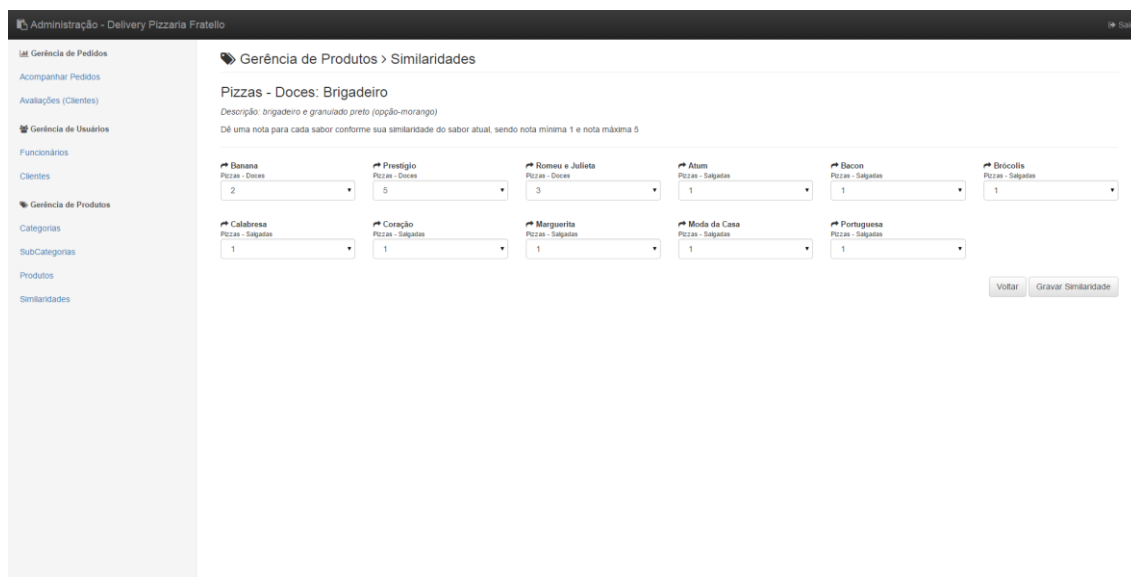 Administração - Delivery Pizzaria Fratello
Sair
Gerência de Pedidos
Acompanhar Pedidos
Avaliações (Clientes)
Gerência de Usuários
Funcionários
Clientes
Gerência de Produtos
Categorias
SubCategorias
Produtos
Similaridades
Gerência de Produtos > Similaridades
Pizzas - Doces: Brigadeiro
Descrição: brigadeiro e granulado preto (opção-morango)
Dê uma nota para cada sabor conforme sua similaridade do sabor atual, sendo nota mínima 1 e nota máxima 5
Banana
Pizzas - Doces
2
Prestígio
Pizzas - Doces
5
Romeu e Julieta
Pizzas - Doces
3
Atum
Pizzas - Salgadas
1
Bacon
Pizzas - Salgadas
1
Brócolis
Pizzas - Salgadas
1
Calabresa
Pizzas - Salgadas
1
Coração
Pizzas - Salgadas
1
Marguerita
Pizzas - Salgadas
1
Moda da Casa
Pizzas - Salgadas
1
Portuguesa
Pizzas - Salgadas
1
Voltar
Gravar Similaridade